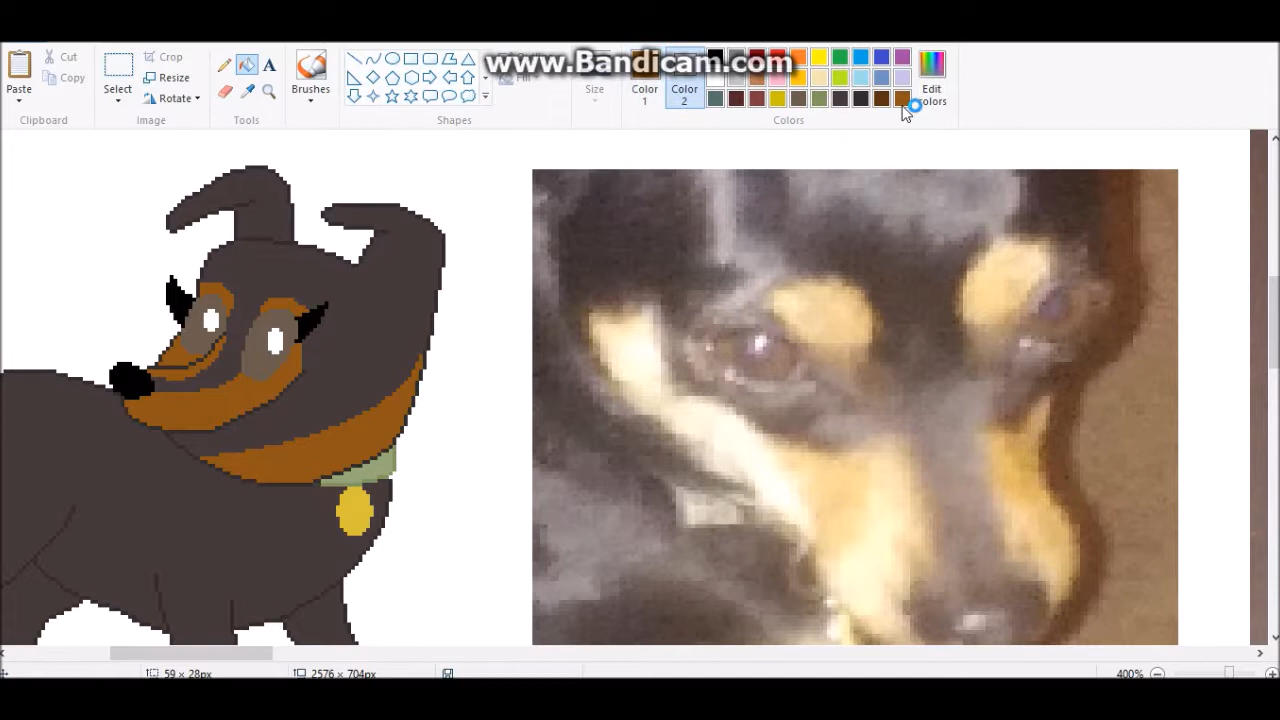 www.Bandicam.com
Paste
Cut
Copy
Clipboard
Select
Crop
Resize
Rotate
Image
A
Tools
Brushes
Fill
Shapes
Size
Color
1
Color
2
Colors
Edit
colors
59 × 28px
2576 × 704px
400%